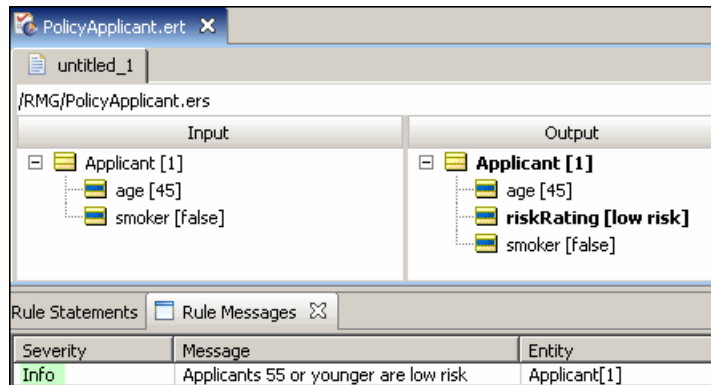 PolicyApplicant.ert
untitled_1
/RMG/PolicyApplicant.ers
Input Output
Applicant [1] Applicant [1]
age [45] age [45]
smoker [false] riskRating [low risk]
smoker [false]
Rule Statements Rule Messages
Severity Message Entity
Info Applicants 55 or younger are low risk Applicant[1]